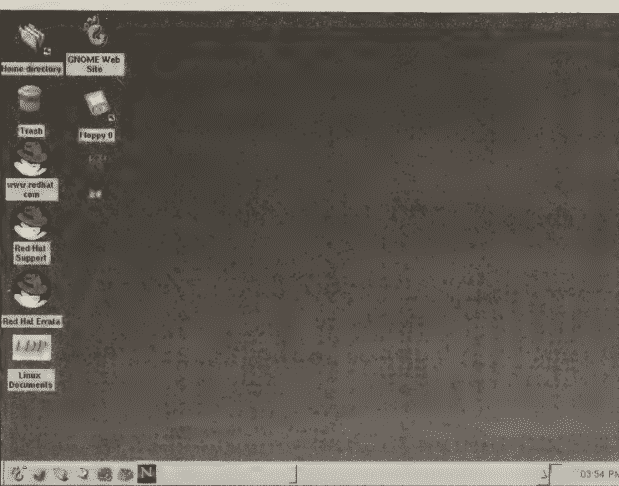 Home directory
GNOME Web
Site
Trash
Floppy 0
www.redhat
com
Red Hat
Support
Red Hat Errata
LDP
Linux
Documents
N
03:54 PM